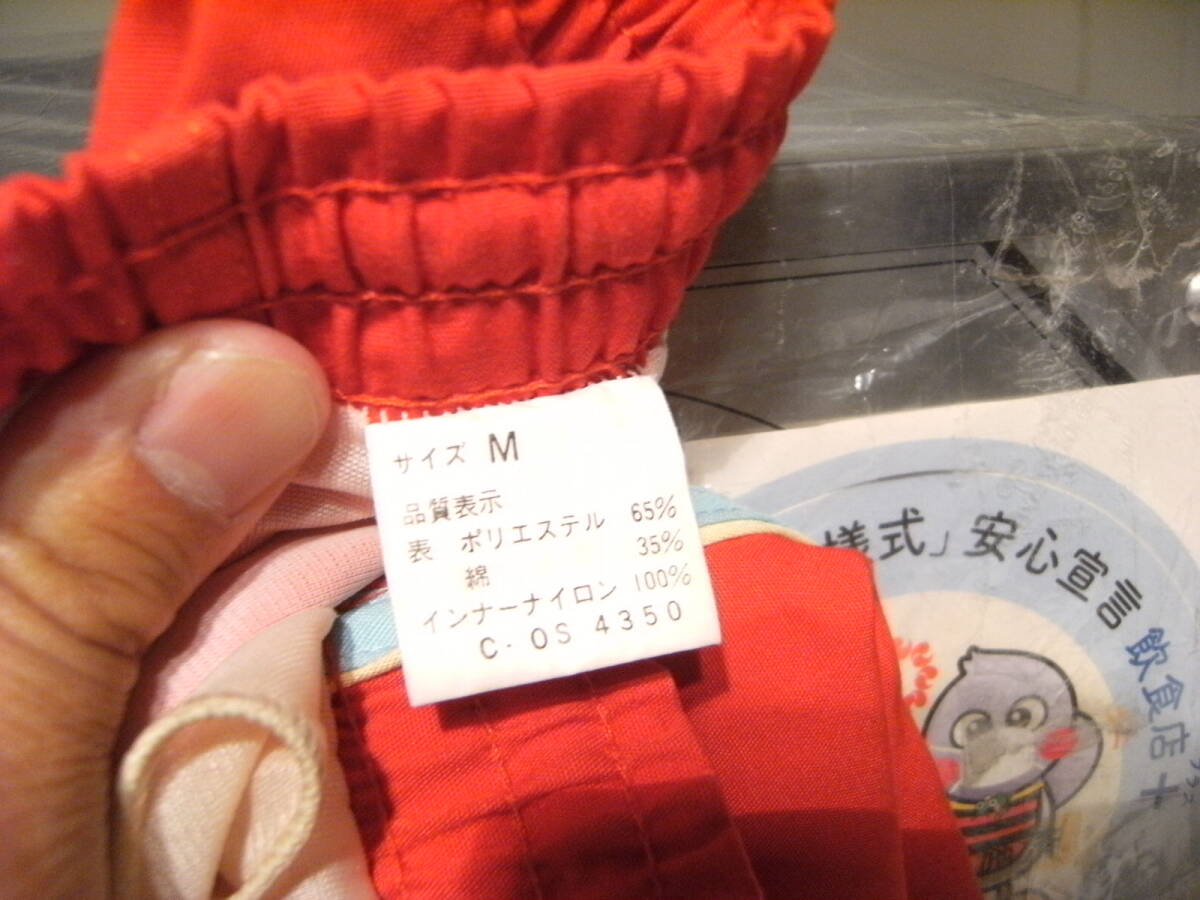 サイズ M
品質表示
表 ポリエステル 65%
綿 35%
インナーナイロン 100%
C・OS 4350
様式」安心宣言
飲食店+